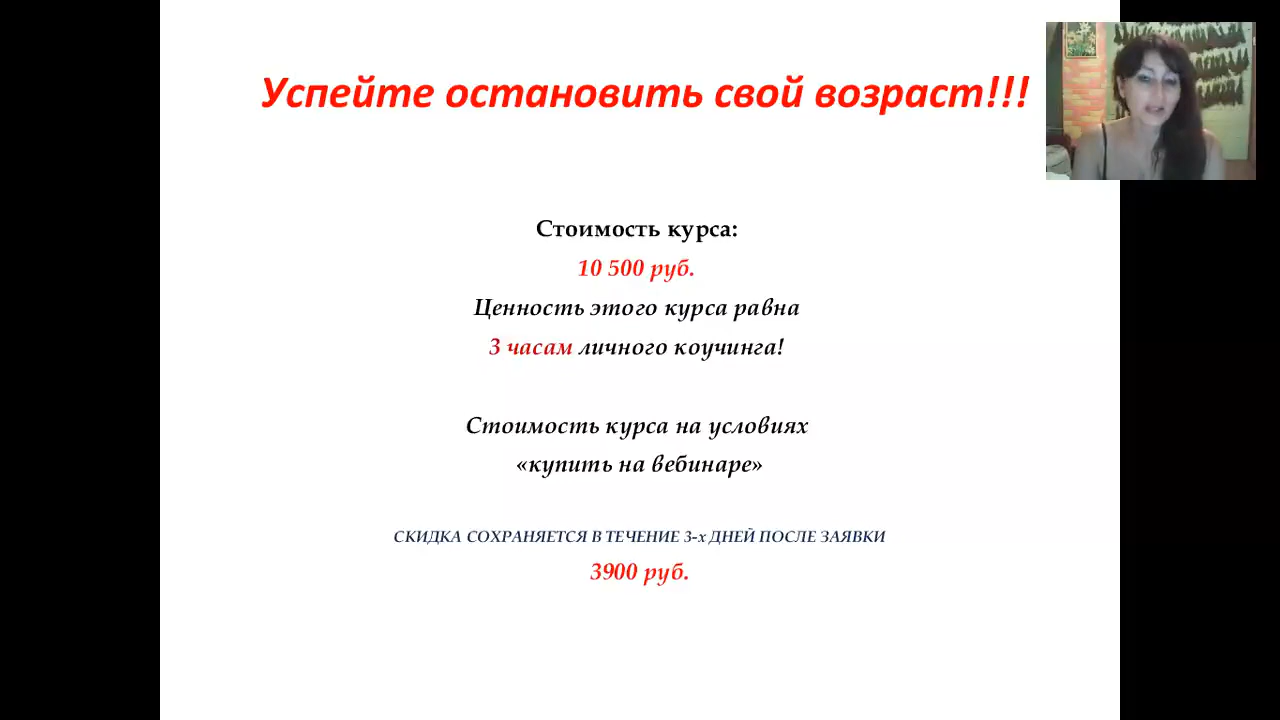 Успейте остановить свой возраст!!!
Стоимость курса:
10 500 руб.
Ценность этого курса равна
3 часам личного коучинга!
Стоимость курса на условиях
«купить на вебинаре»
СКИДКА СОХРАНЯЕТСЯ В ТЕЧЕНИЕ 3-х ДНЕЙ ПОСЛЕ ЗАЯВКИ
3900 руб.